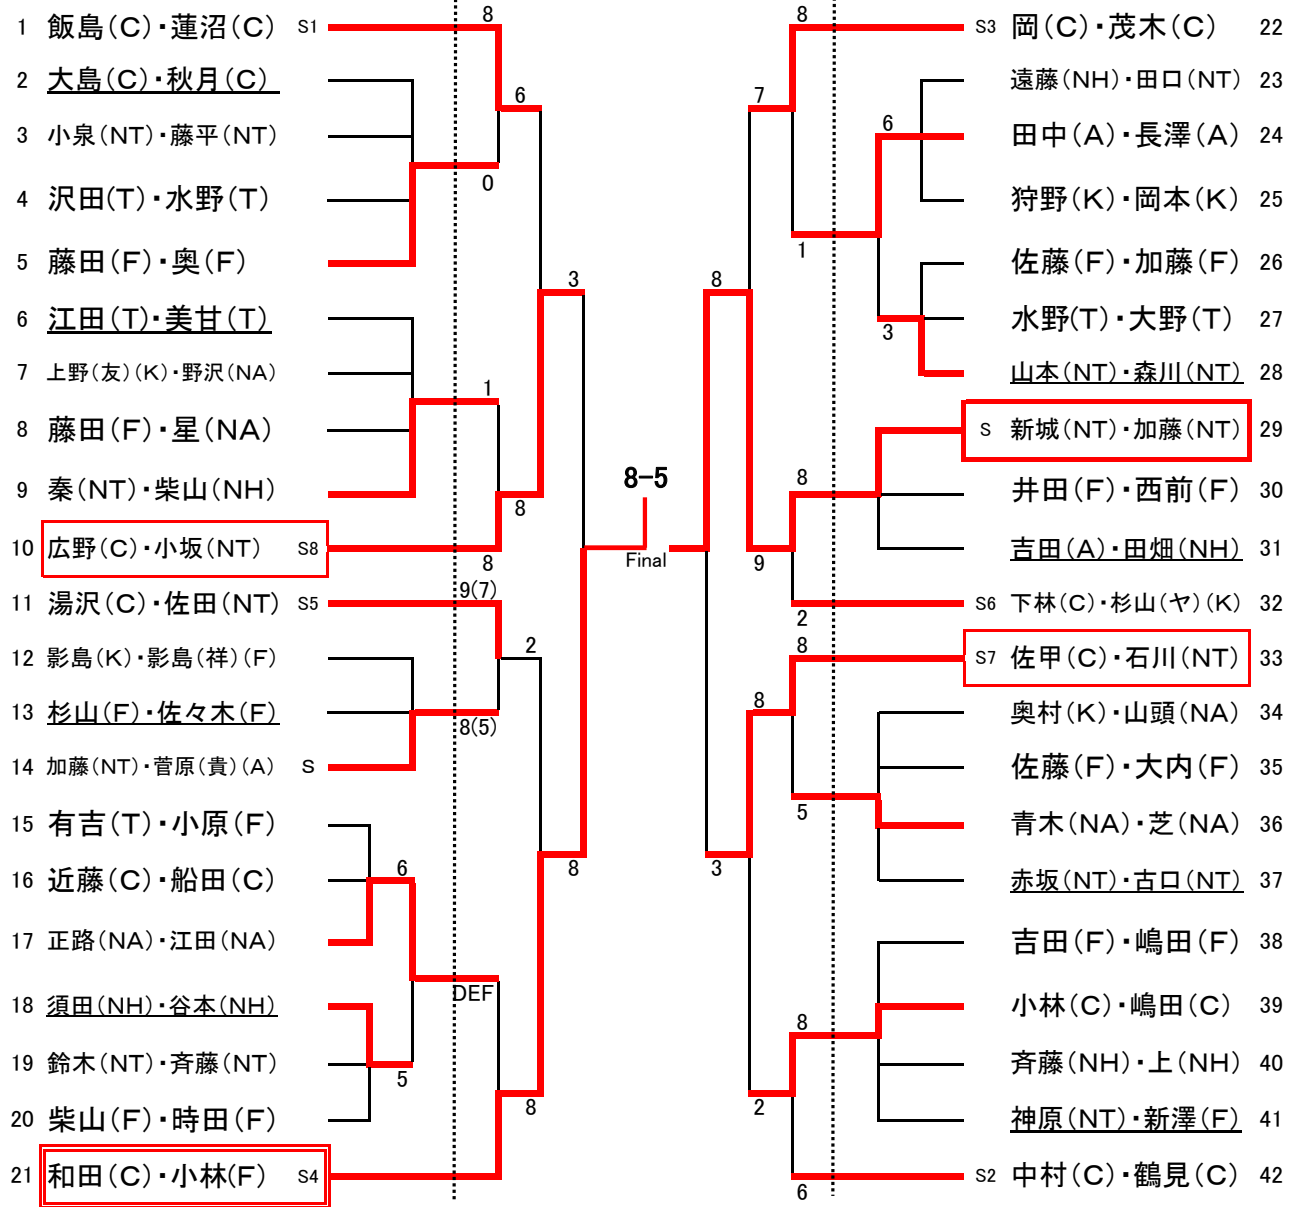 1 飯島(C)・蓮沼(C) S1
2 大島(C)・秋月(C)
3 小泉(NT)・藤平(NT)
4 沢田(T)・水野(T)
5 藤田(F)・奥(F)
6 江田(T)・美甘(T)
7 上野(友)(K)・野沢(NA)
8 藤田(F)・星(NA)
9 秦(NT)・柴山(NH)
10 広野(C)・小坂(NT) S8
11 湯沢(C)・佐田(NT) S5
12 影島(K)・影島(祥)(F)
13 杉山(F)・佐々木(F)
14 加藤(NT)・菅原(貴)(A) S
15 有吉(T)・小原(F)
16 近藤(C)・船田(C)
17 正路(NA)・江田(NA)
18 須田(NH)・谷本(NH)
19 鈴木(NT)・斉藤(NT)
20 柴山(F)・時田(F)
21 和田(C)・小林(F) S4
8
6
0
3
1
8
8
9(7)
2
8(5)
6
8
DEF
5
8
8-5
Final
8
7
6
1
8
3
8
9
2
8
8
5
3
8
2
6
S3 岡(C)・茂木(C) 22
遠藤(NH)・田口(NT) 23
田中(A)・長澤(A) 24
狩野(K)・岡本(K) 25
佐藤(F)・加藤(F) 26
水野(T)・大野(T) 27
山本(NT)・森川(NT) 28
S 新城(NT)・加藤(NT) 29
井田(F)・西前(F) 30
吉田(A)・田畑(NH) 31
S6 下林(C)・杉山(ヤ)(K) 32
S7 佐甲(C)・石川(NT) 33
奥村(K)・山頭(NA) 34
佐藤(F)・大内(F) 35
青木(NA)・芝(NA) 36
赤坂(NT)・古口(NT) 37
吉田(F)・嶋田(F) 38
小林(C)・嶋田(C) 39
斉藤(NH)・上(NH) 40
神原(NT)・新澤(F) 41
S2 中村(C)・鶴見(C) 42